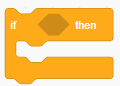 if then